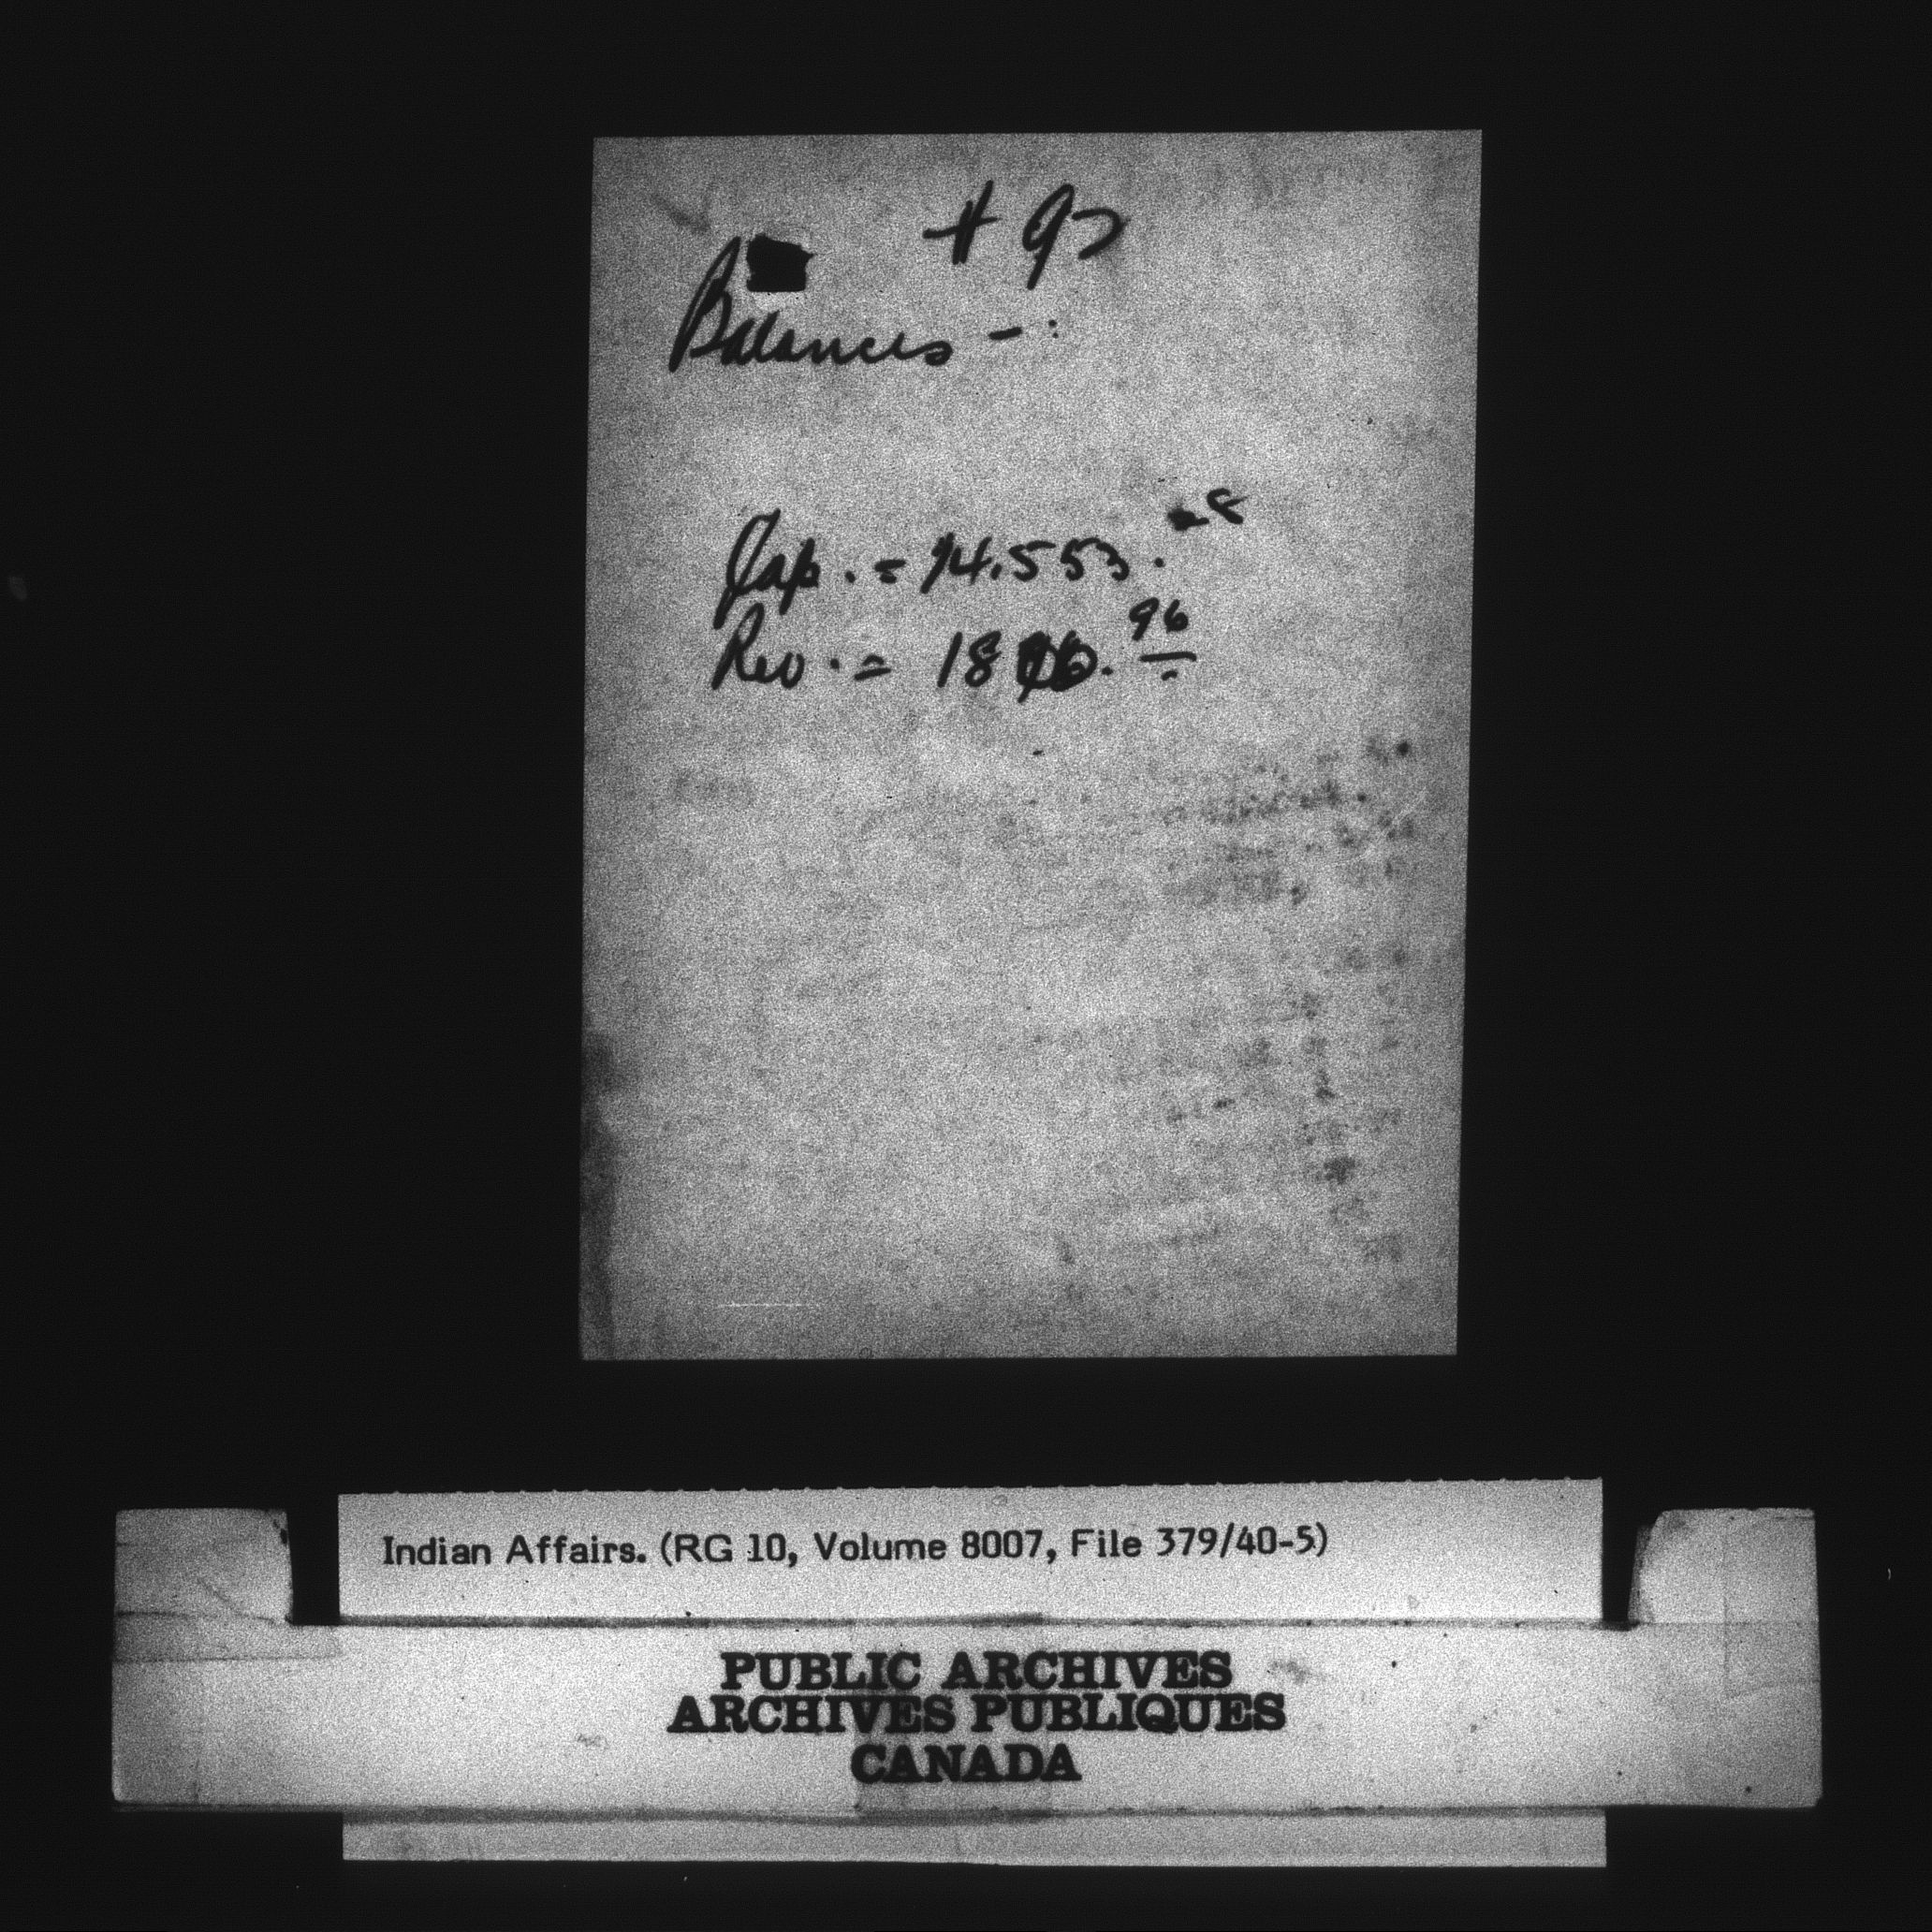 # 97
Balances - :
Cap. = 14.553.
Rev. = 18 96
Indian Affairs. (RG 10, Volume 8007, File 379/40-5)
PUBLIC ARCHIVES
ARCHIVES PUBLIQUES
CANADA